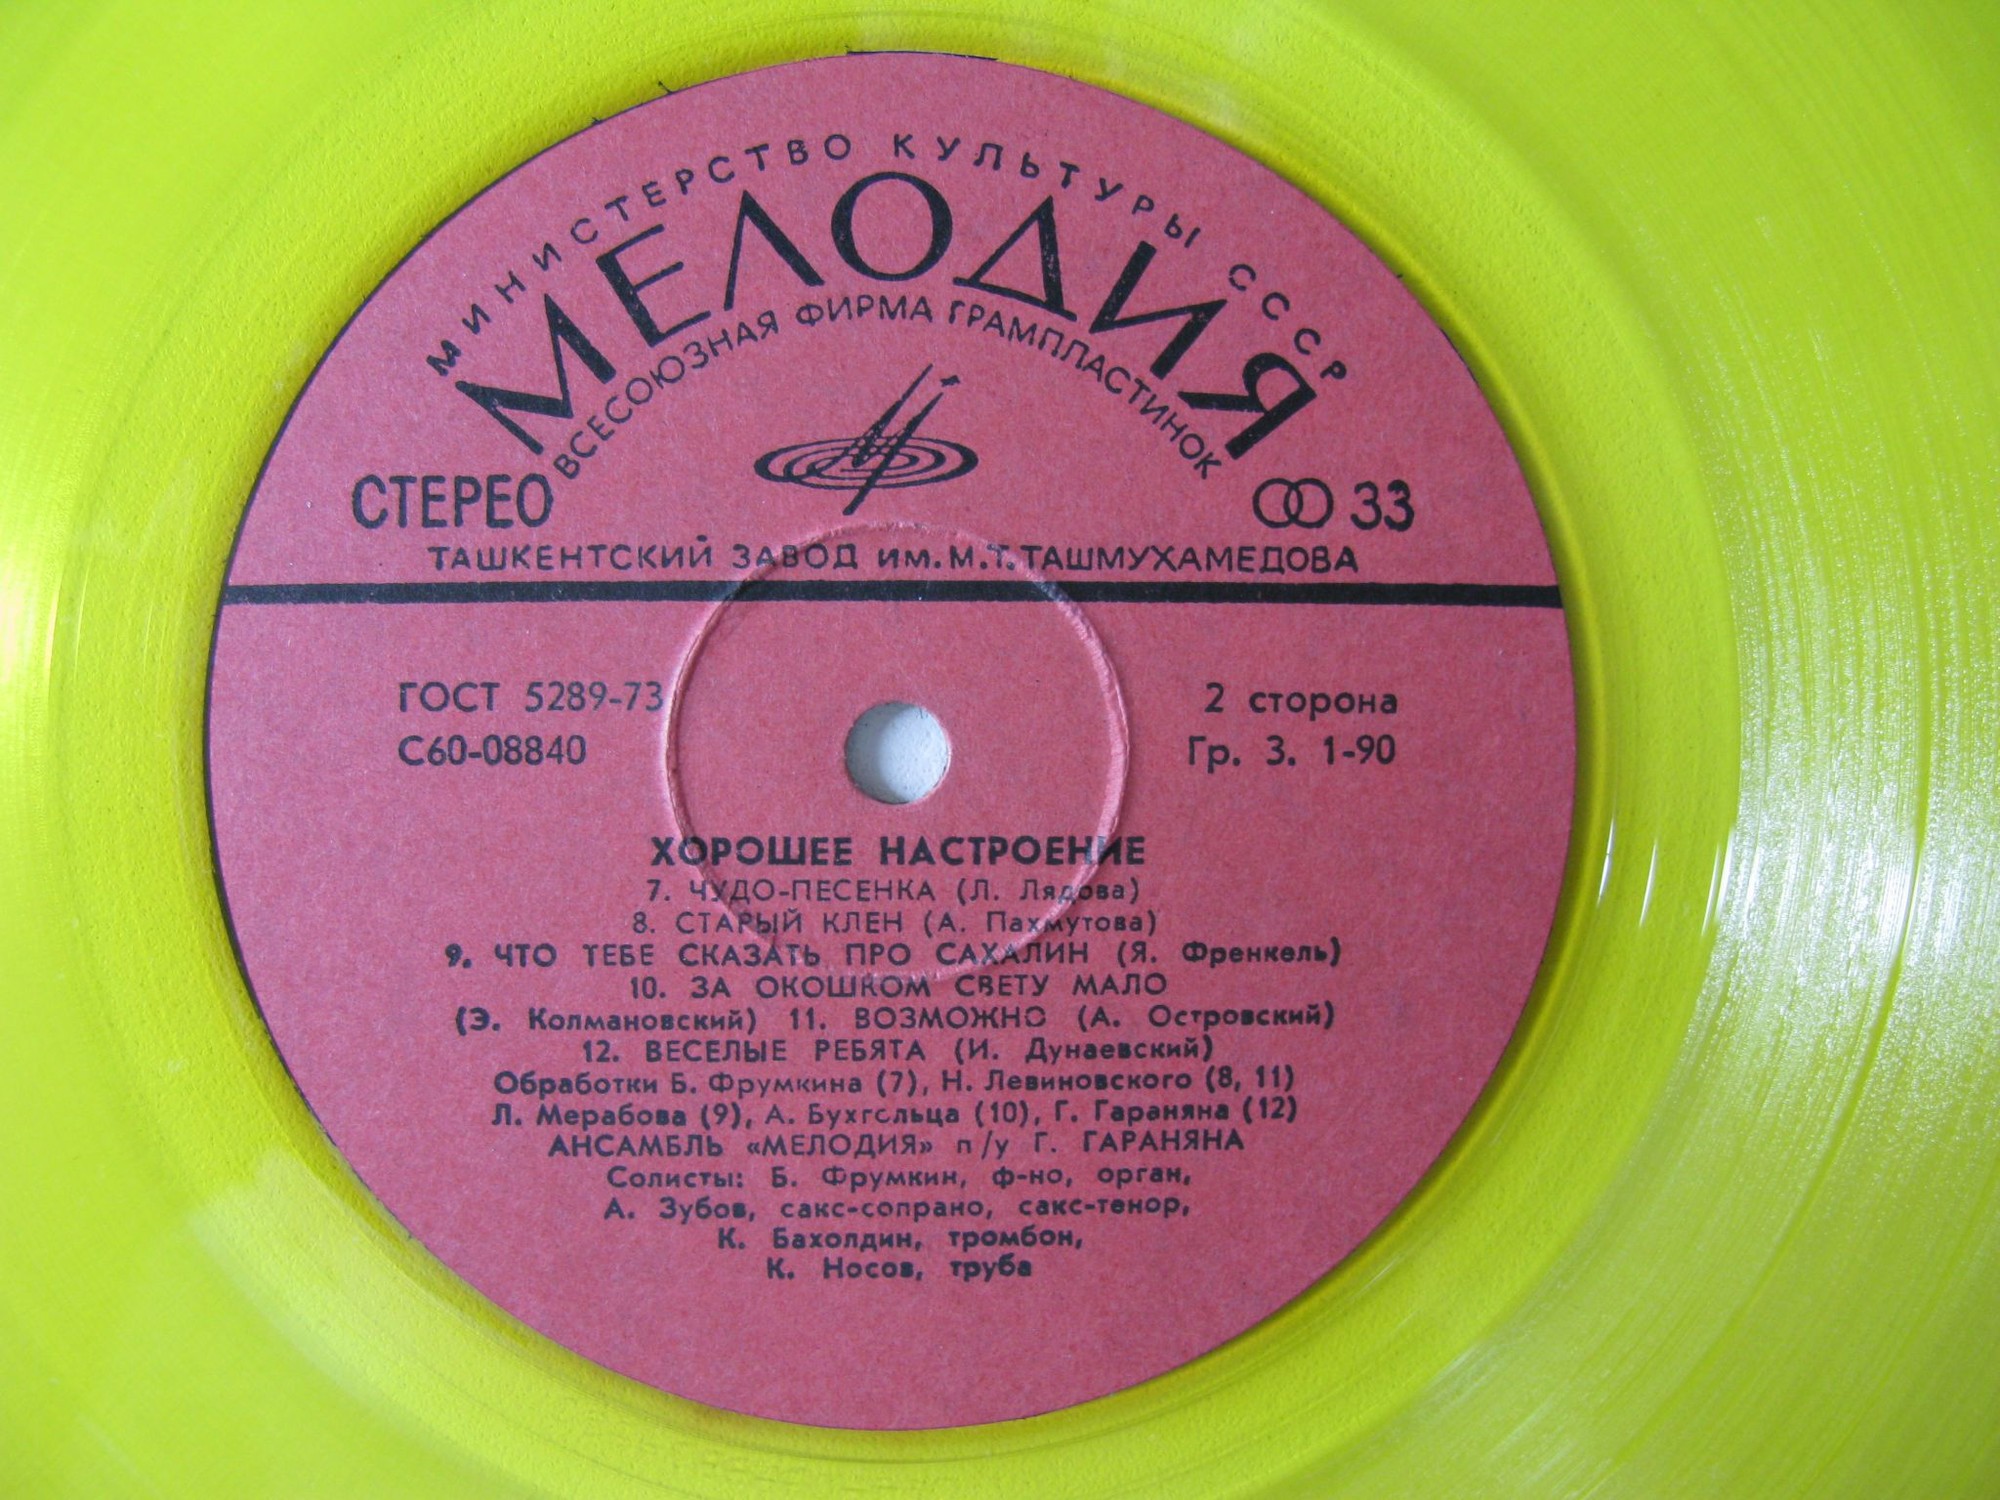 МИНИСТЕРСТВО КУЛЬТУРЫ СССР
МЕЛОДИЯ
ВСЕСОЮЗНАЯ ФИРМА ГРАМПЛАСТИНОК
СТЕРЕО 33
ТАШКЕНТСКИЙ ЗАВОД им. М.Т. ТАШМУХАМЕДОВА
ГОСТ 5289-73 2 сторона
С60-08840 Гр. 3. 1-90
ХОРОШЕЕ НАСТРОЕНИЕ
7. ЧУДО-ПЕСЕНКА (Л. Лядова)
8. СТАРЫЙ КЛЕН (А. Пахмутова)
9. ЧТО ТЕБЕ СКАЗАТЬ ПРО САХАЛИН (Я. Френкель)
10. ЗА ОКОШКОМ СВЕТУ МАЛО
(Э. Колмановский) 11. ВОЗМОЖНО (А. Островский)
12. ВЕСЕЛЫЕ РЕБЯТА (И. Дунаевский)
Обработки Б. Фрумкина (7), Н. Левиновского (8, 11)
Л. Мерабова (9), А. Бухгольца (10), Г. Гараняна (12)
АНСАМБЛЬ «МЕЛОДИЯ» п/у Г. ГАРАНЯНА
Солисты: Б. Фрумкин, ф-но, орган,
А. Зубов, сакс-сопрано, сакс-тенор,
К. Бахолдин, тромбон,
К. Носов, труба